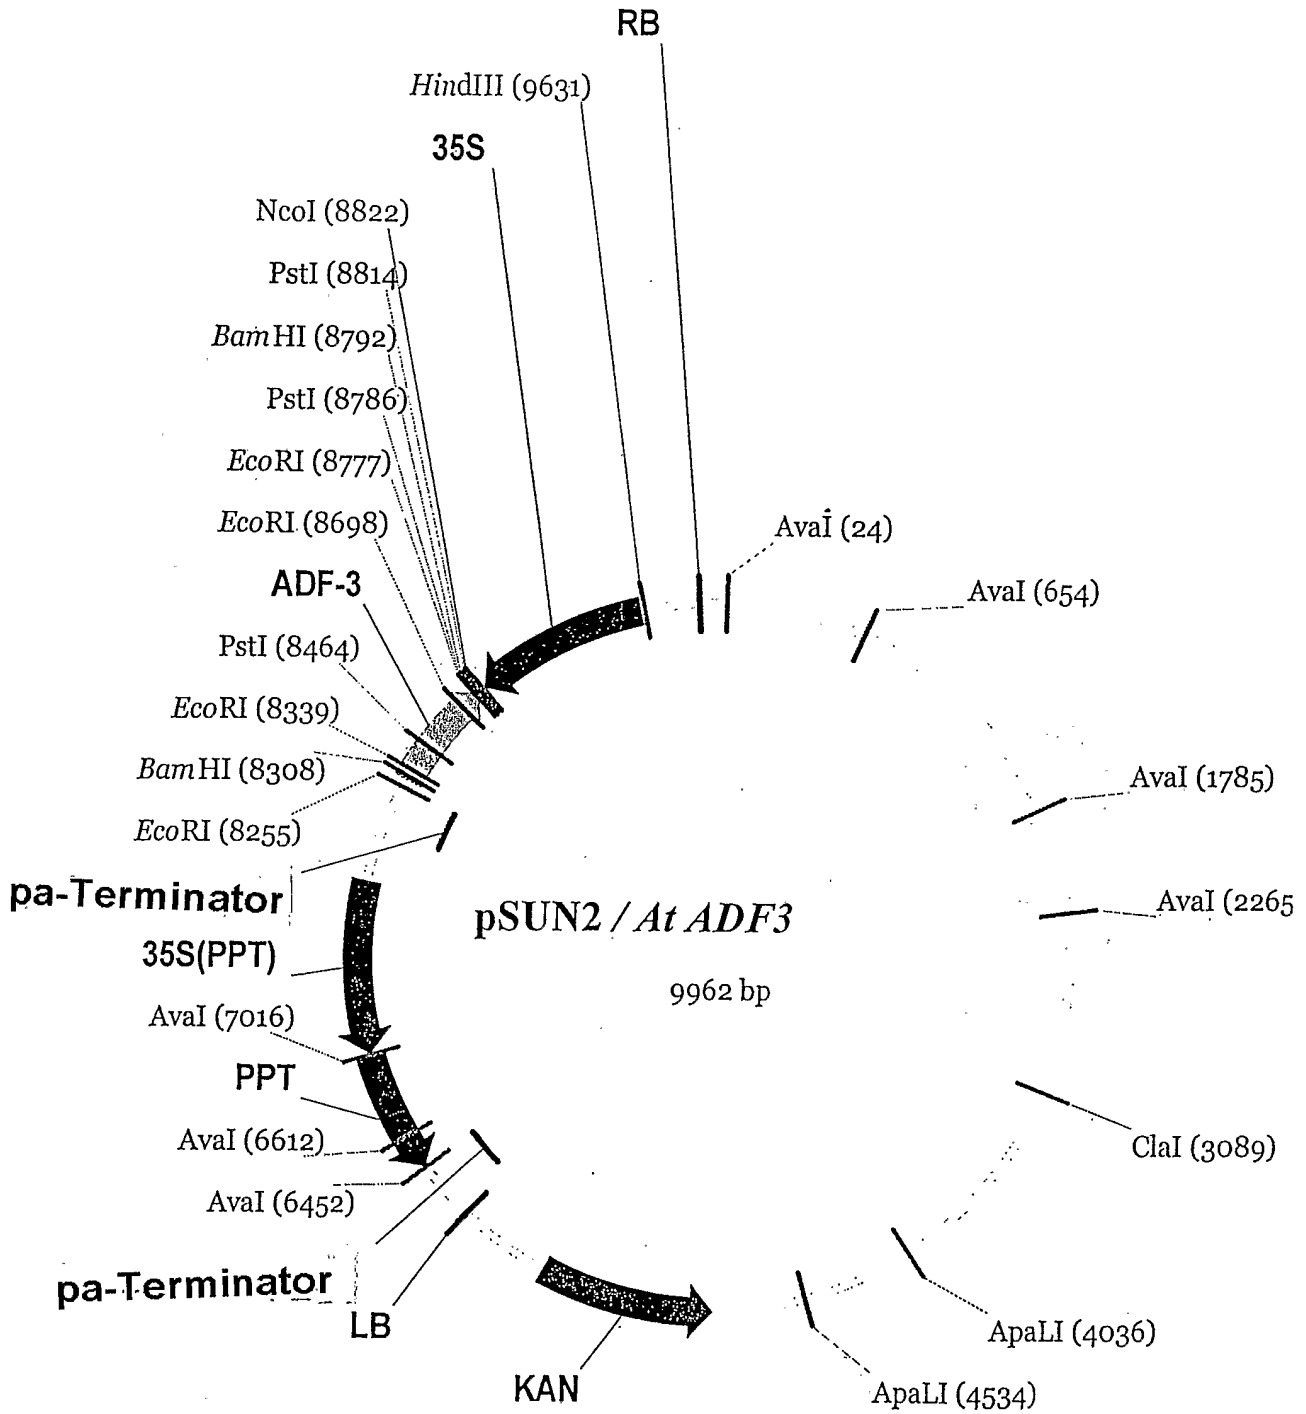 RB
HindIII (9631)
35S
NcoI (8822)
PstI (8814)
BamHI (8792)
PstI (8786)
EcoRI (8777)
EcoRI (8698)
ADF-3
PstI (8464)
EcoRI (8339)
BamHI (8308)
EcoRI (8255)
pa-Terminator
35S(PPT)
AvaI (7016)
PPT
AvaI (6612)
AvaI (6452)
pa-Terminator
LB
KAN
AvaI (24)
AvaI (654)
AvaI (1785)
AvaI (2265
ClaI (3089)
ApaLI (4036)
ApaLI (4534)
pSUN2 / At ADF3
9962 bp